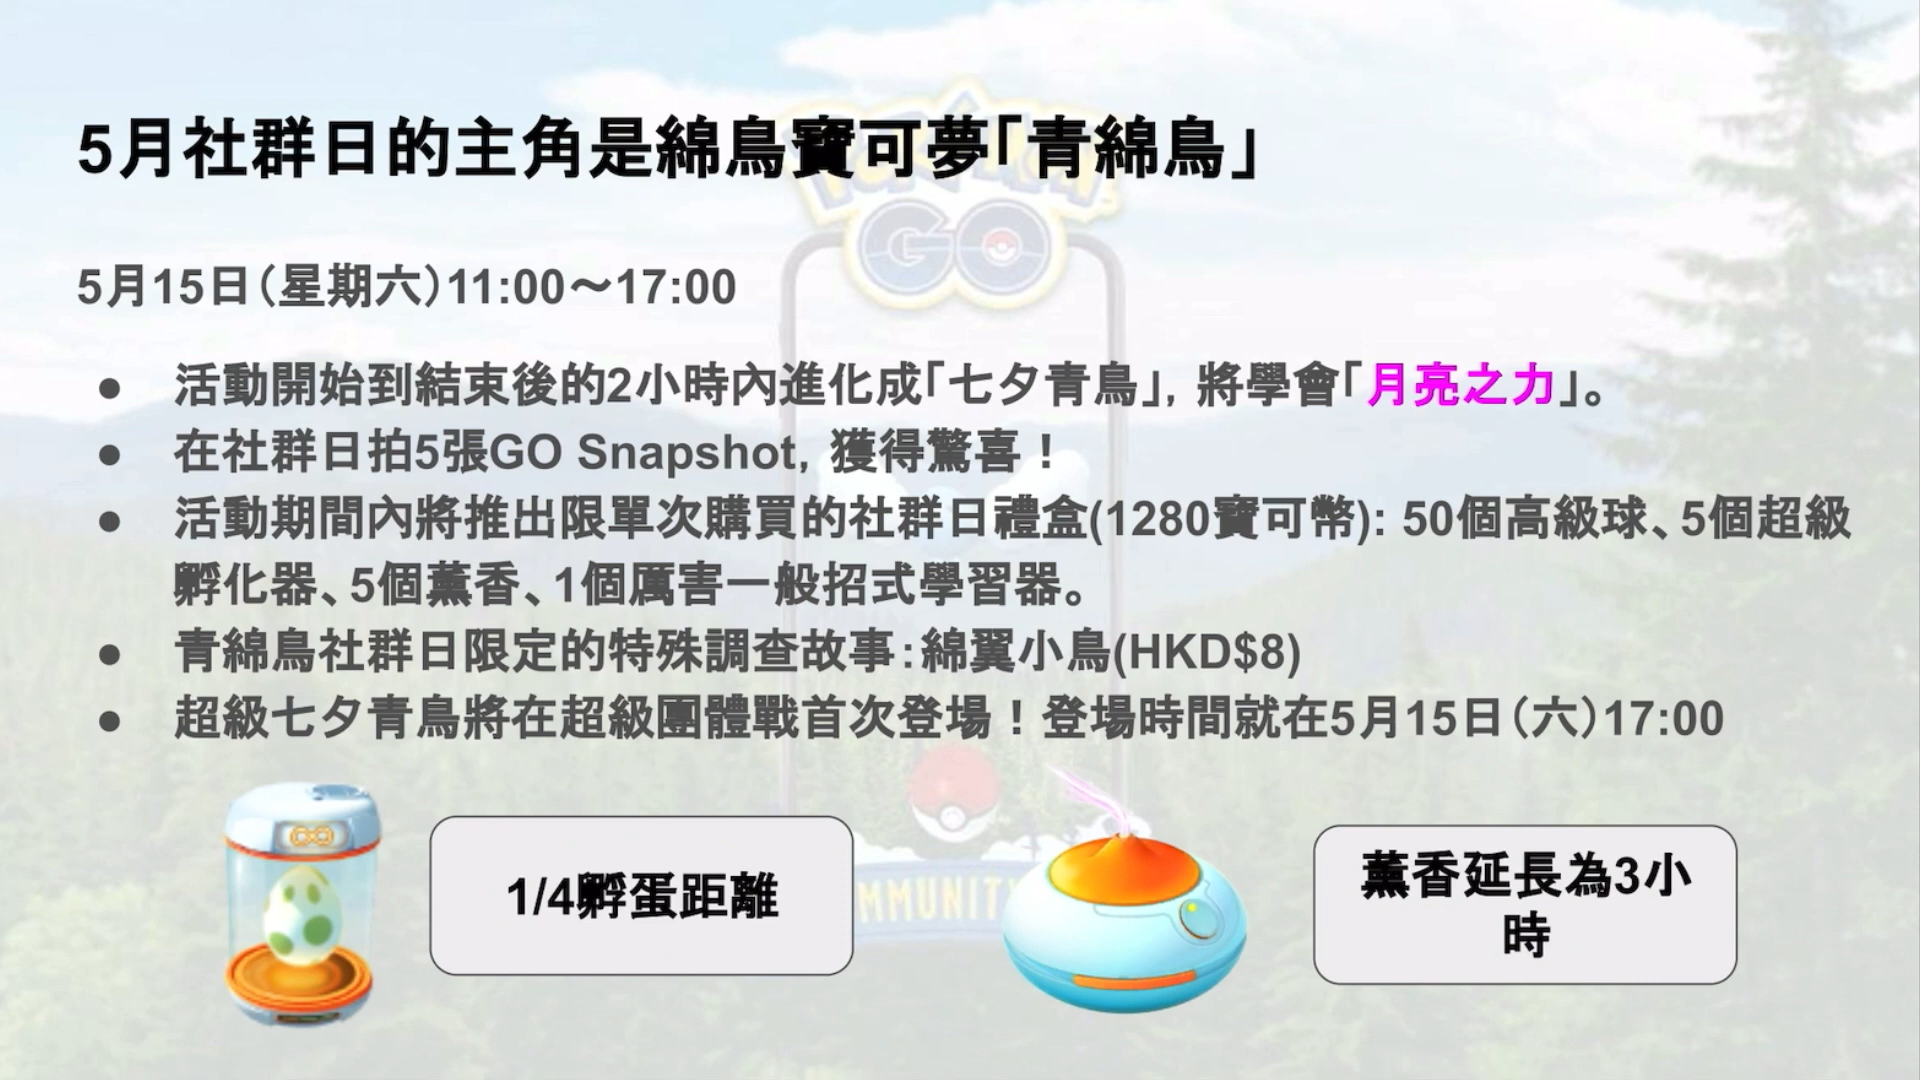 5月社群日的主角是綿鳥寶可夢「青綿鳥」
5月15日（星期六）11:00～17:00
● 活動開始到結束後的2小時內進化成「七夕青鳥」，將學會「月亮之力」。
● 在社群日拍5張GO Snapshot，獲得驚喜！
● 活動期間內將推出限單次購買的社群日禮盒(1280寶可幣)：50個高級球、5個超級
孵化器、5個薰香、1個厲害一般招式學習器。
● 青綿鳥社群日限定的特殊調查故事：綿翼小鳥(HKD$8)
● 超級七夕青鳥將在超級團體戰首次登場！登場時間就在5月15日（六）17:00
1/4孵蛋距離
薰香延長為3小
時
GO
MMUNITY